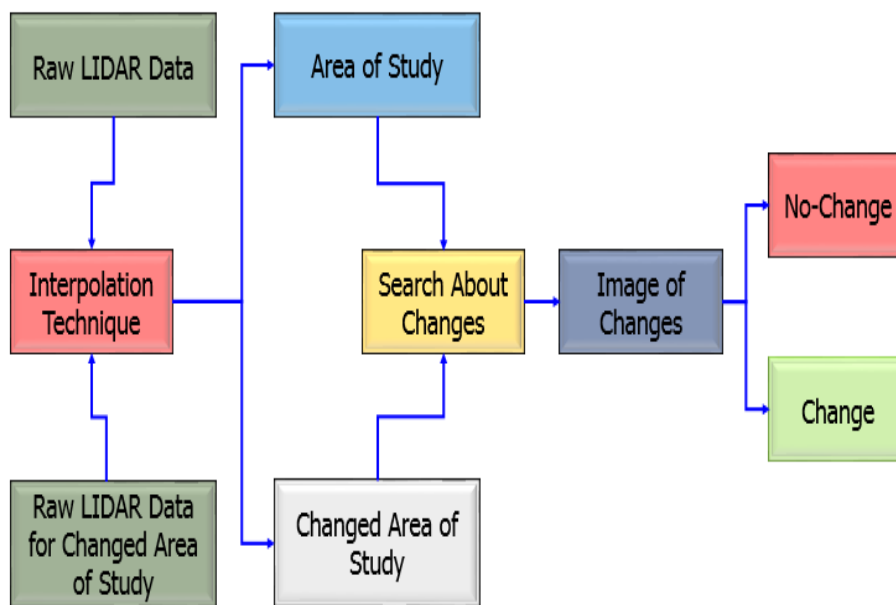 Raw LIDAR Data
Area of Study
No-Change
Interpolation
Technique
Search About
Changes
Image of
Changes
Change
Raw LIDAR Data
for Changed Area
of Study
Changed Area of
Study